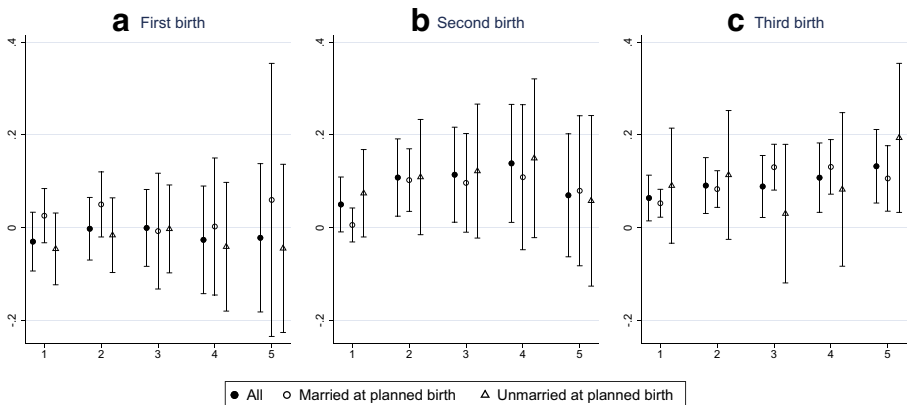 a First birth
.4
.2
0
-.2
1 2 3 4 5
b Second birth
.4
.2
0
-.2
1 2 3 4 5
c Third birth
.4
.2
0
-.2
1 2 3 4 5
All Married at planned birth Unmarried at planned birth